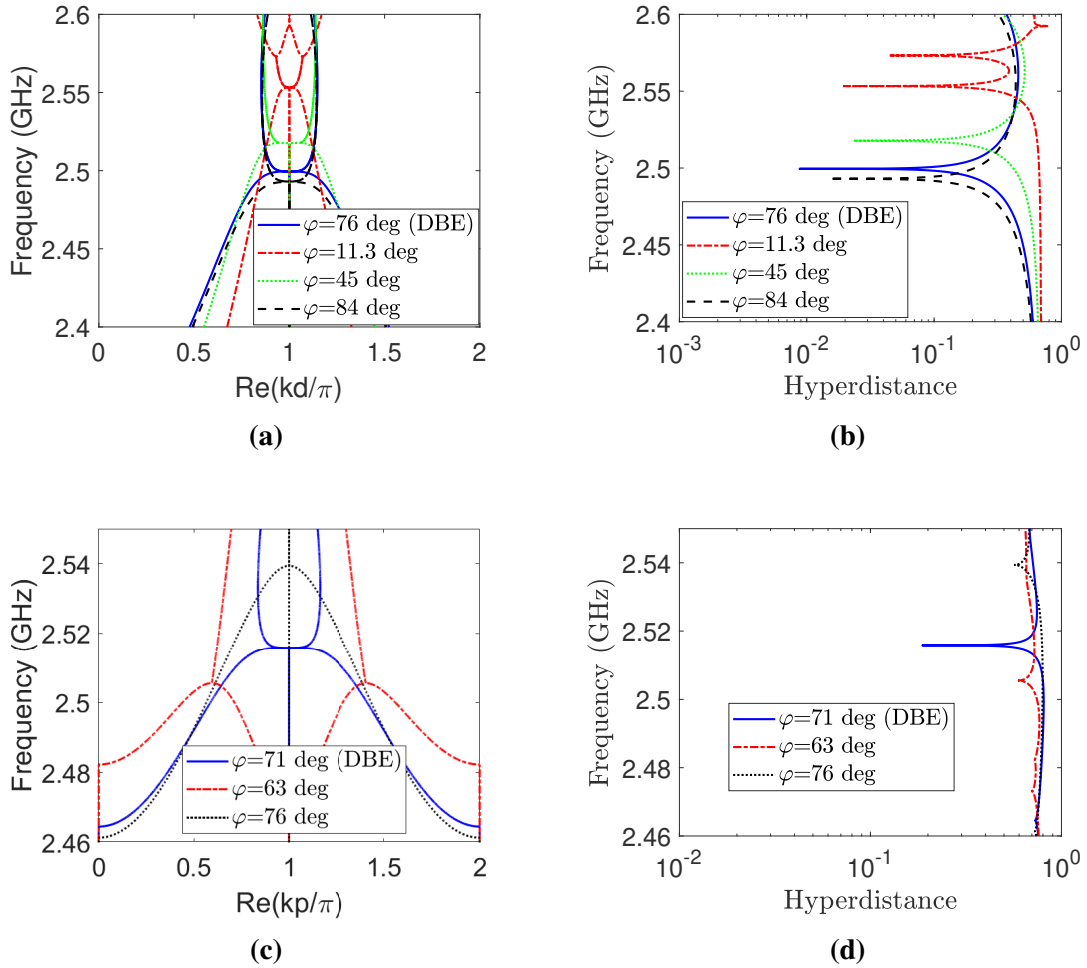 2.6
2.55
2.5
2.45
2.4
Frequency (GHz)
φ=76 deg (DBE)
φ=11.3 deg
φ=45 deg
φ=84 deg
0 0.5 1 1.5 2
Re(kd/π)
(a)
2.6
2.55
2.5
2.45
2.4
Frequency (GHz)
φ=76 deg (DBE)
φ=11.3 deg
φ=45 deg
φ=84 deg
10^-3 10^-2 10^-1 10^0
Hyperdistance
(b)
2.54
2.52
2.5
2.48
2.46
Frequency (GHz)
φ=71 deg (DBE)
φ=63 deg
φ=76 deg
0 0.5 1 1.5 2
Re(kp/π)
(c)
2.54
2.52
2.5
2.48
2.46
Frequency (GHz)
φ=71 deg (DBE)
φ=63 deg
φ=76 deg
10^-2 10^-1 10^0
Hyperdistance
(d)